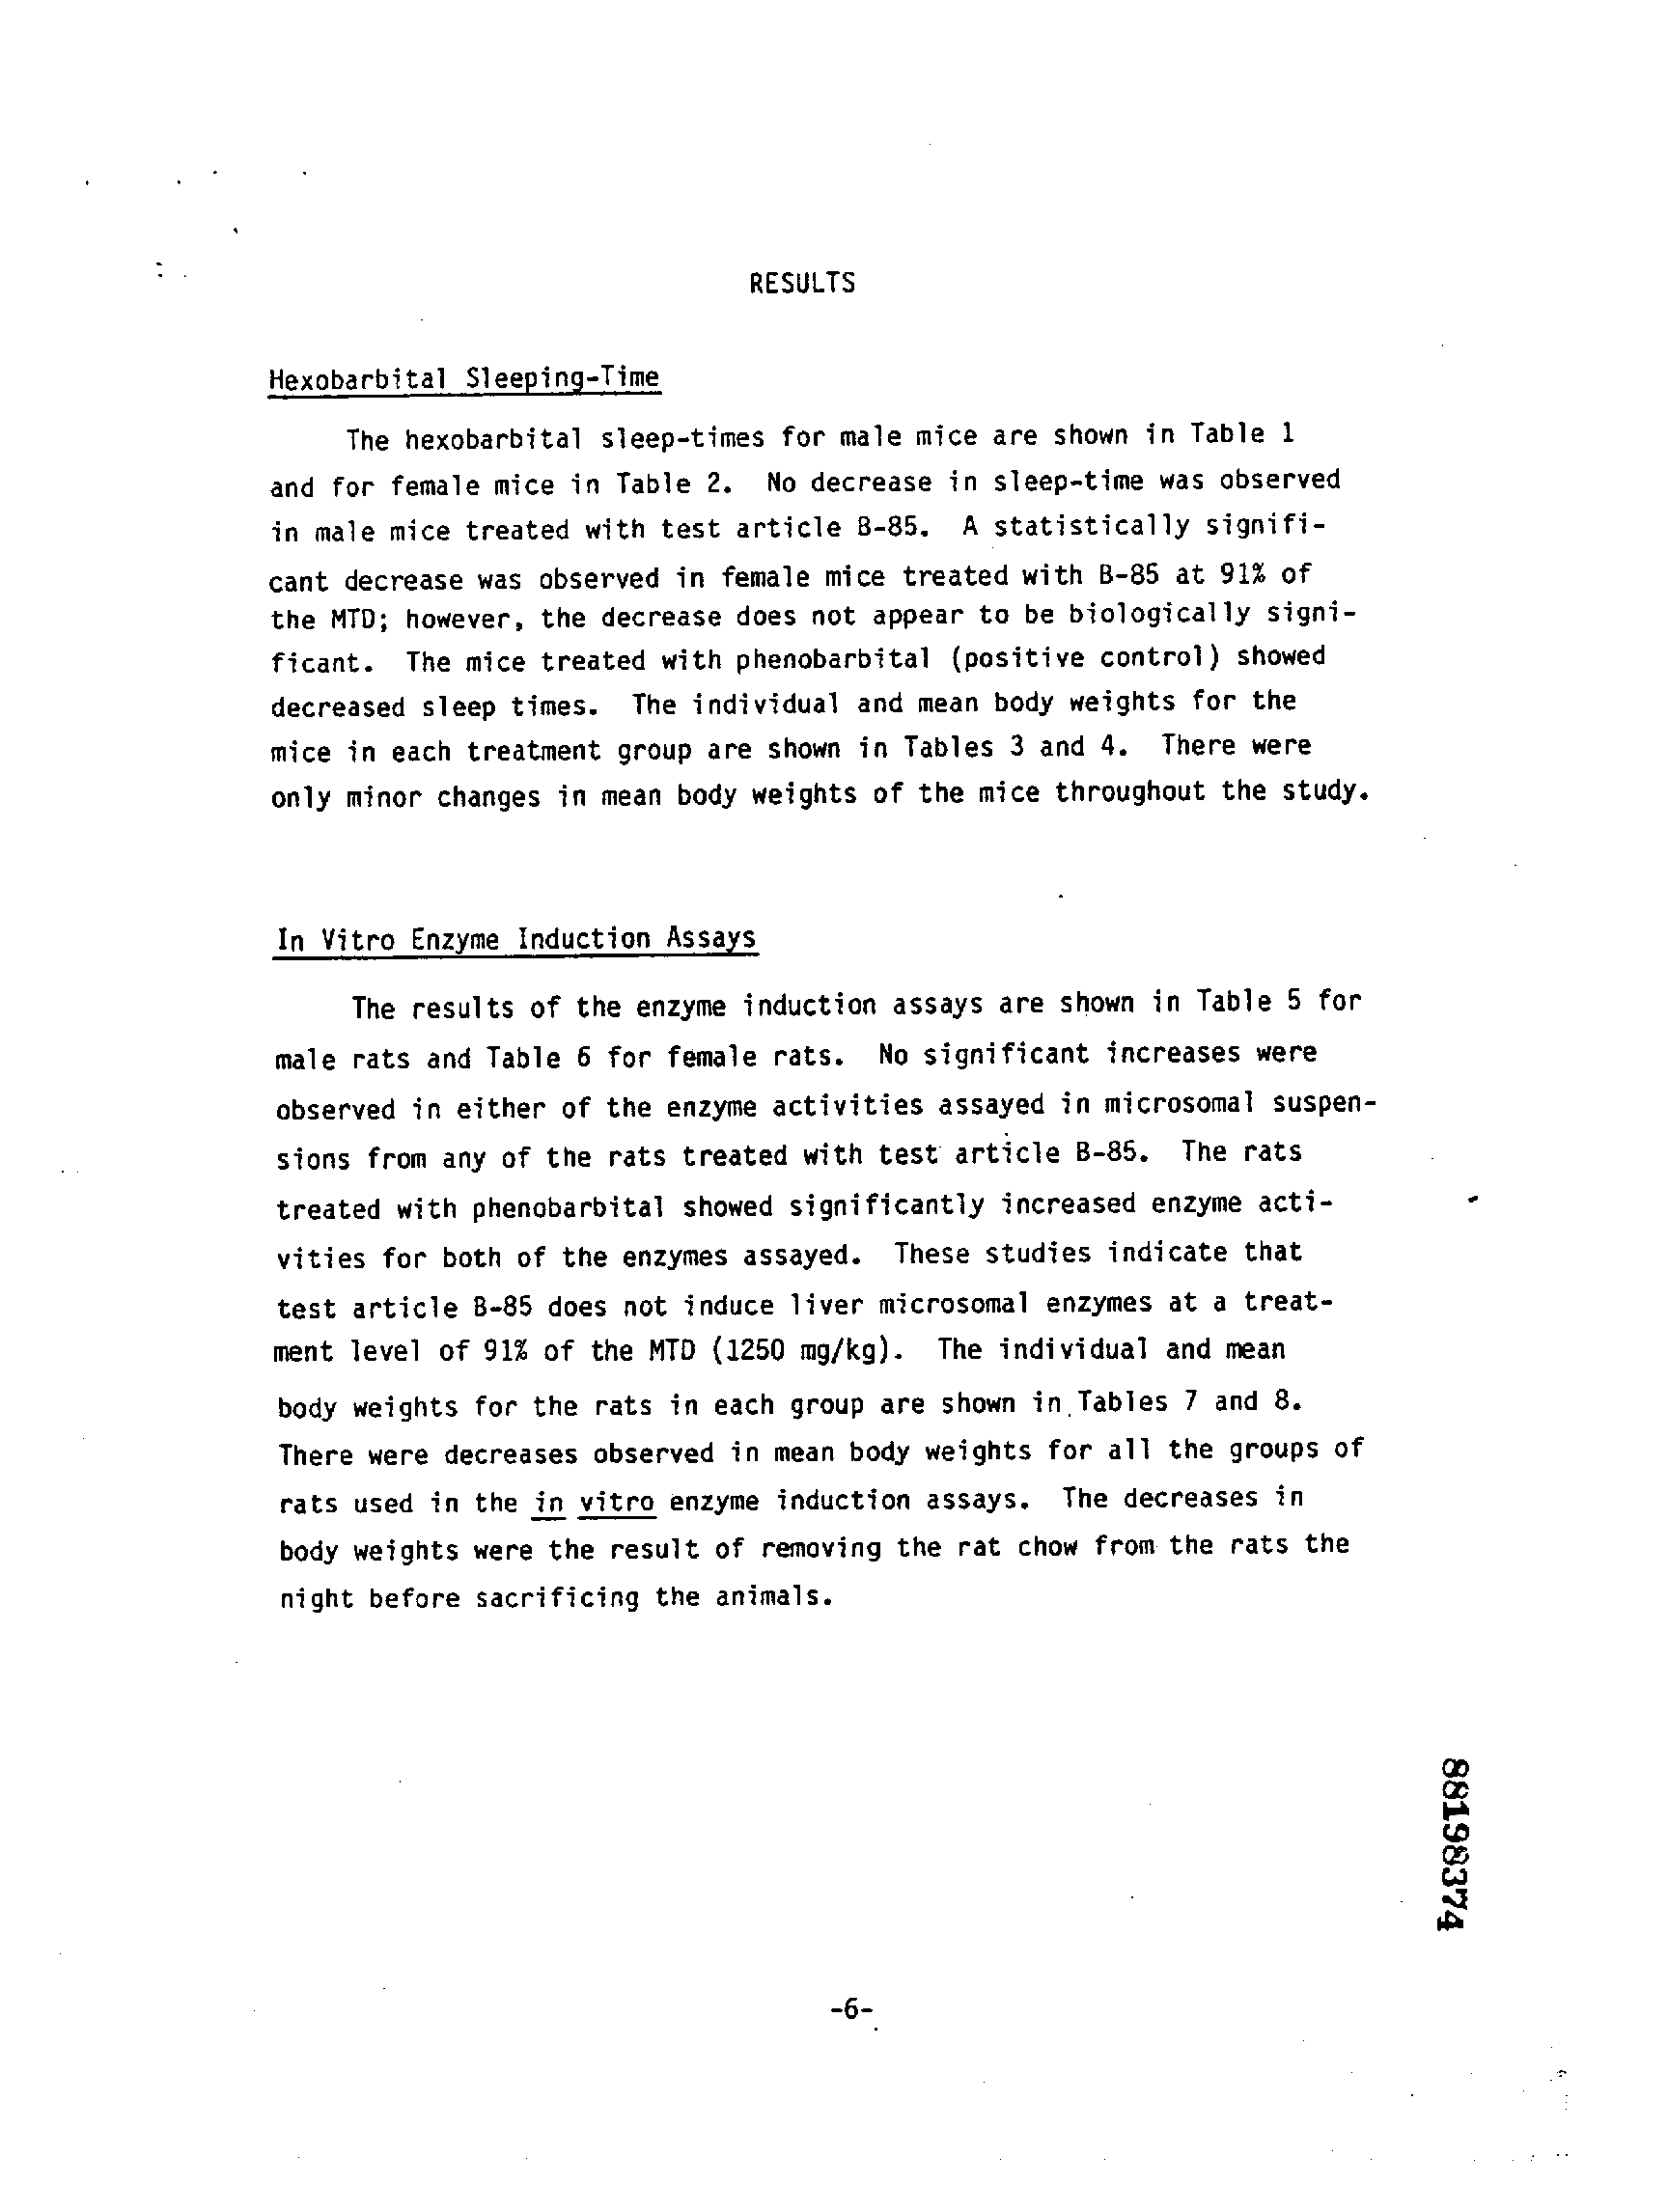 RESULTS
Hexobarbital Sleeping-Time
The hexobarbital sleep-times for male mice are shown in Table 1
and for female mice in Table 2. No decrease in sleep-time was observed
in male mice treated with test article B-85. A statistically signifi-
cant decrease was observed in female mice treated with B-85 at 91% of
the MTD; however, the decrease does not appear to be biologically signi-
ficant. The mice treated with phenobarbital (positive control) showed
decreased sleep times. The individual and mean body weights for the
mice in each treatment group are shown in Tables 3 and 4. There were
only minor changes in mean body weights of the mice throughout the study.
In Vitro Enzyme Induction Assays
The results of the enzyme induction assays are shown in Table 5 for
male rats and Table 6 for female rats. No significant increases were
observed in either of the enzyme activities assayed in microsomal suspen-
sions from any of the rats treated with test article B-85. The rats
treated with phenobarbital showed significantly increased enzyme acti-
vities for both of the enzymes assayed. These studies indicate that
test article B-85 does not induce liver microsomal enzymes at a treat-
ment level of 91% of the MTD (1250 mg/kg). The individual and mean
body weights for the rats in each group are shown in Tables 7 and 8.
There were decreases observed in mean body weights for all the groups of
rats used in the in vitro enzyme induction assays. The decreases in
body weights were the result of removing the rat chow from the rats the
night before sacrificing the animals.
88198374
-6-